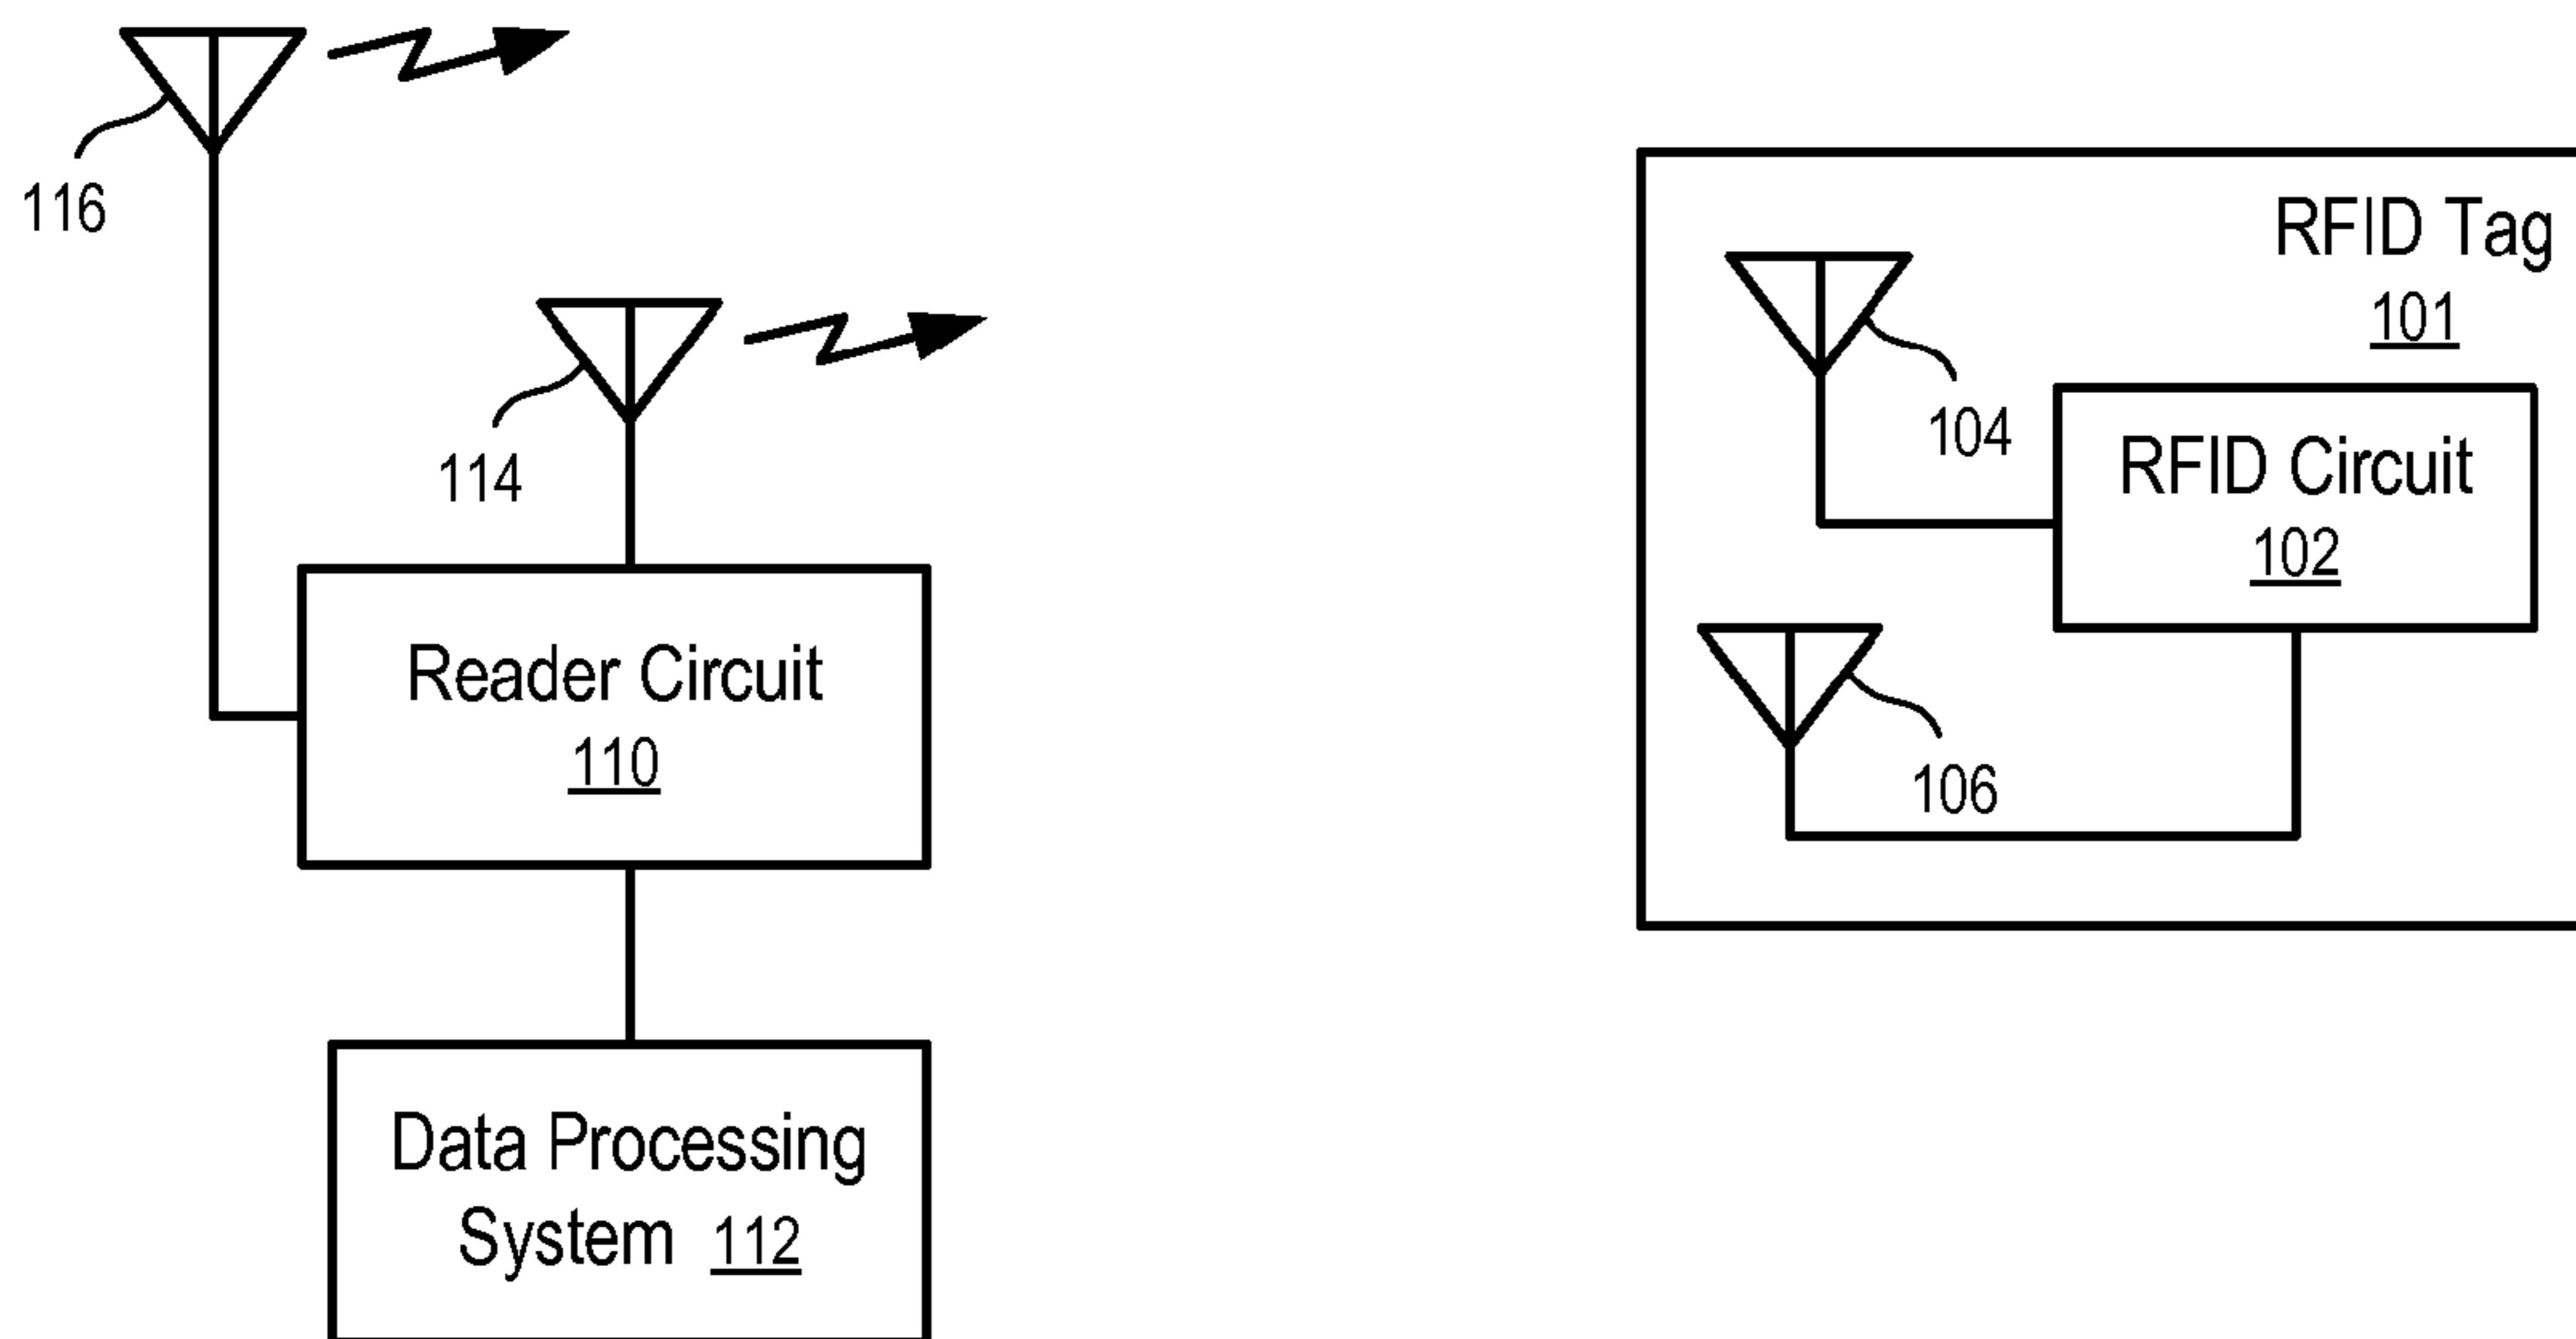 116
114
Reader Circuit
110
Data Processing
System 112
RFID Tag
101
104
RFID Circuit
102
106